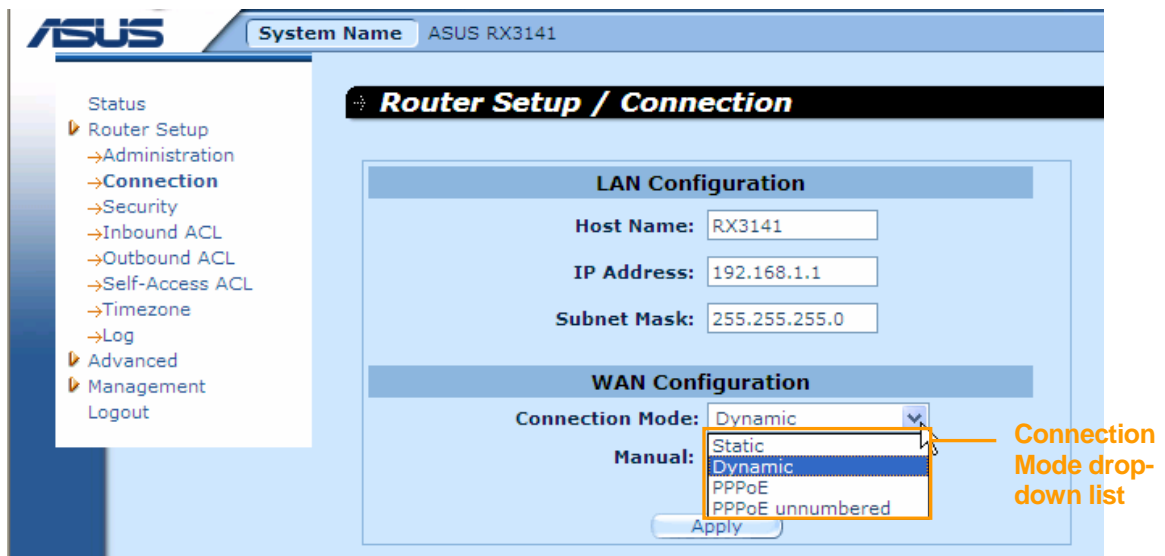 ASUS
System Name ASUS RX3141
Status
Router Setup
→Administration
→Connection
→Security
→Inbound ACL
→Outbound ACL
→Self-Access ACL
→Timezone
→Log
Advanced
Management
Logout
Router Setup / Connection
LAN Configuration
Host Name: RX3141
IP Address: 192.168.1.1
Subnet Mask: 255.255.255.0
WAN Configuration
Connection Mode: Dynamic
Manual:
Static
Dynamic
PPPoE
PPPoE unnumbered
Apply
Connection
Mode drop-
down list